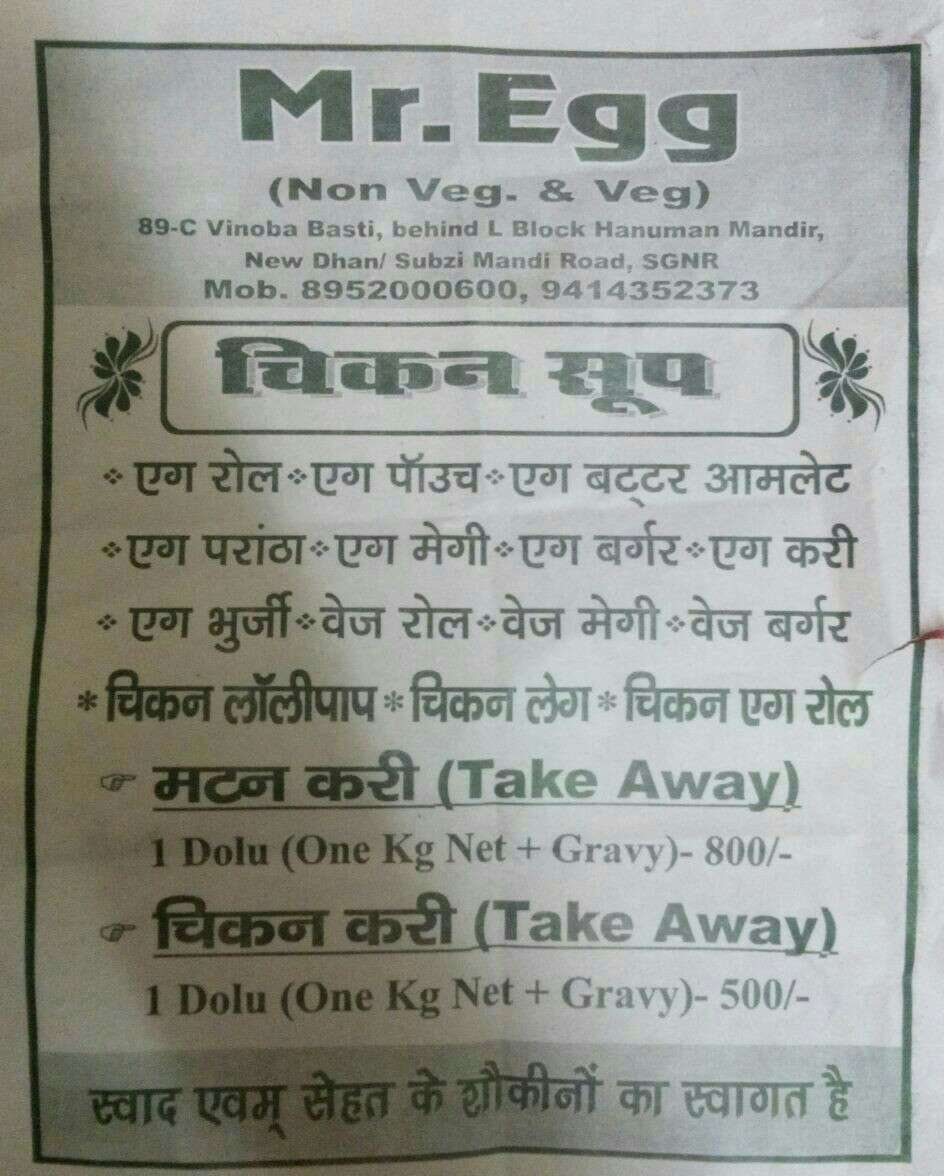 Mr. Egg
(Non Veg. & Veg)
89-C Vinoba Basti, behind L Block Hanuman Mandir,
New Dhan/ Subzi Mandi Road, SGNR
Mob. 8952000600, 9414352373
चिकन सूप
❖ एग रोल ❖ एग पॉउच ❖ एग बट्टर आमलेट
❖ एग परांठा ❖ एग मेगी ❖ एग बर्गर ❖ एग करी
❖ एग भुर्जी ❖ वेज रोल ❖ वेज मेगी ❖ वेज बर्गर
* चिकन लॉलीपाप * चिकन लेग * चिकन एग रोल
☞ मटन करी (Take Away)
1 Dolu (One Kg Net + Gravy)- 800/-
☞ चिकन करी (Take Away)
1 Dolu (One Kg Net + Gravy)- 500/-
स्वाद एवम् सेहत के शौकीनों का स्वागत है